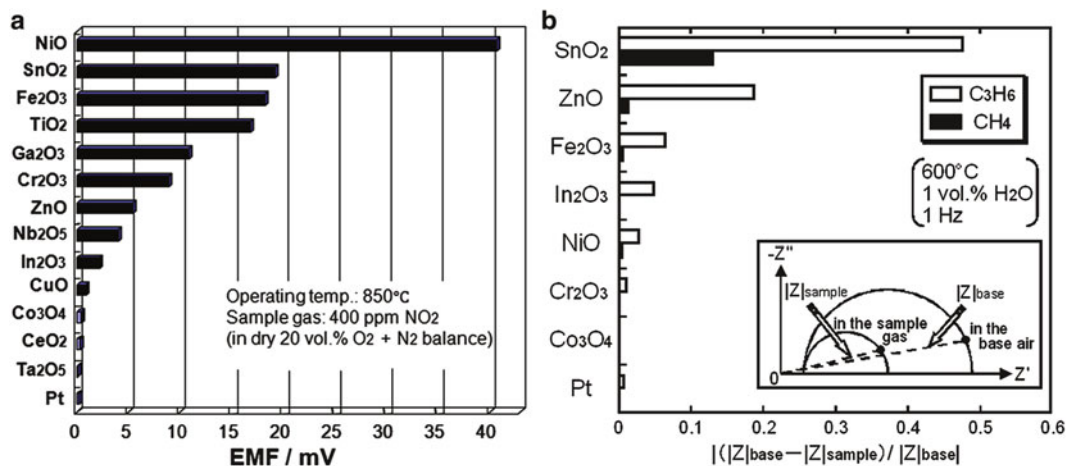 a
NiO
SnO2
Fe2O3
TiO2
Ga2O3
Cr2O3
ZnO
Nb2O5
In2O3
CuO
Co3O4
CeO2
Ta2O5
Pt
Operating temp.: 850℃
Sample gas: 400 ppm NO2
(in dry 20 vol.% O2 + N2 balance)
0 5 10 15 20 25 30 35 40
EMF / mV
b
SnO2
ZnO
Fe2O3
In2O3
NiO
Cr2O3
Co3O4
Pt
C3H6
CH4
600°C
1 vol.% H2O
1 Hz
-Z"
|Z|sample
|Z|base
in the sample
gas
in the
base air
0
Z'
0 0.1 0.2 0.3 0.4 0.5 0.6
|(|Z|base—|Z|sample)/|Z|base|